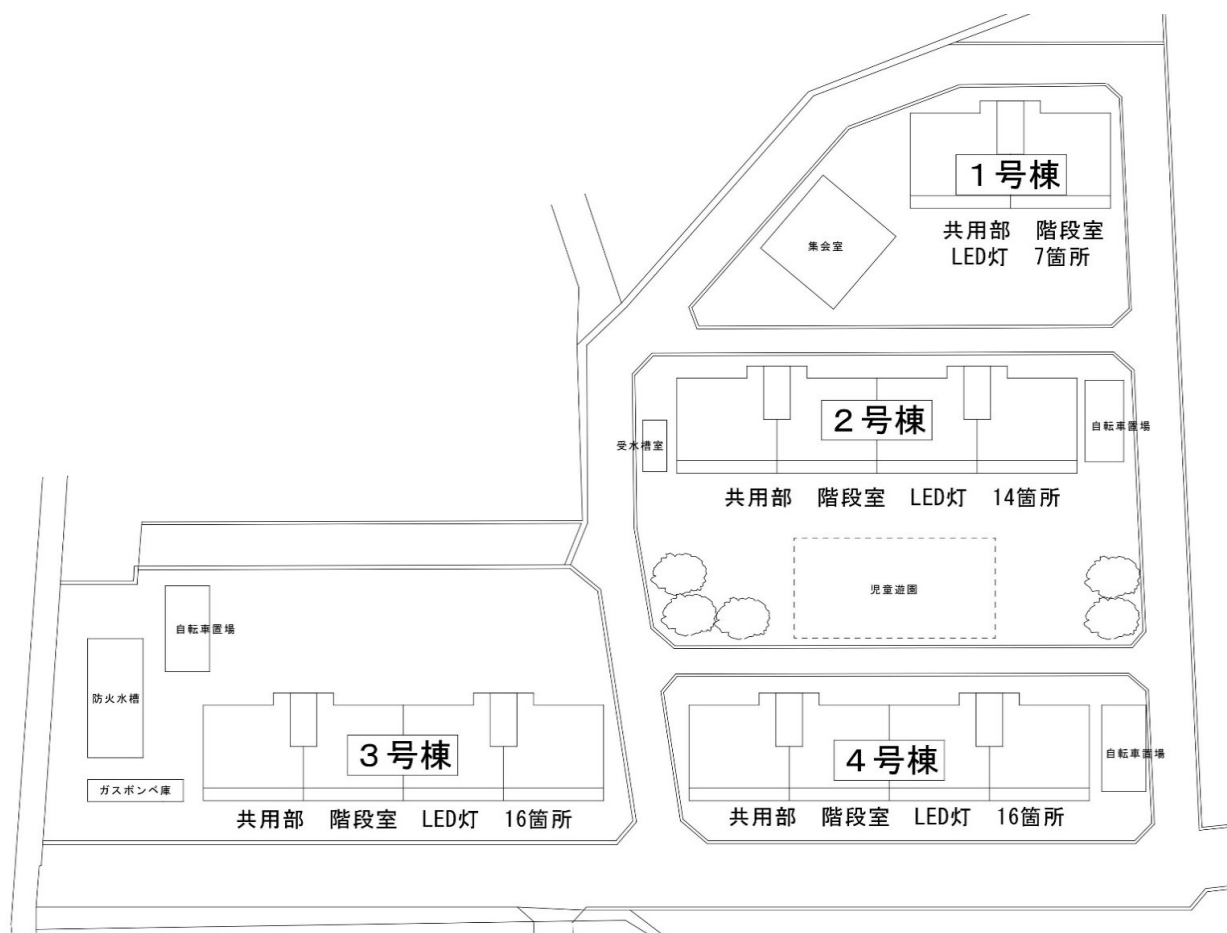 １号棟
集会室
共用部　階段室
LED灯　7箇所
２号棟
自転車置場
受水槽室
共用部　階段室　LED灯　14箇所
児童遊園
自転車置場
防火水槽
３号棟
４号棟
自転車置場
ガスボンベ庫
共用部　階段室　LED灯　16箇所
共用部　階段室　LED灯　16箇所